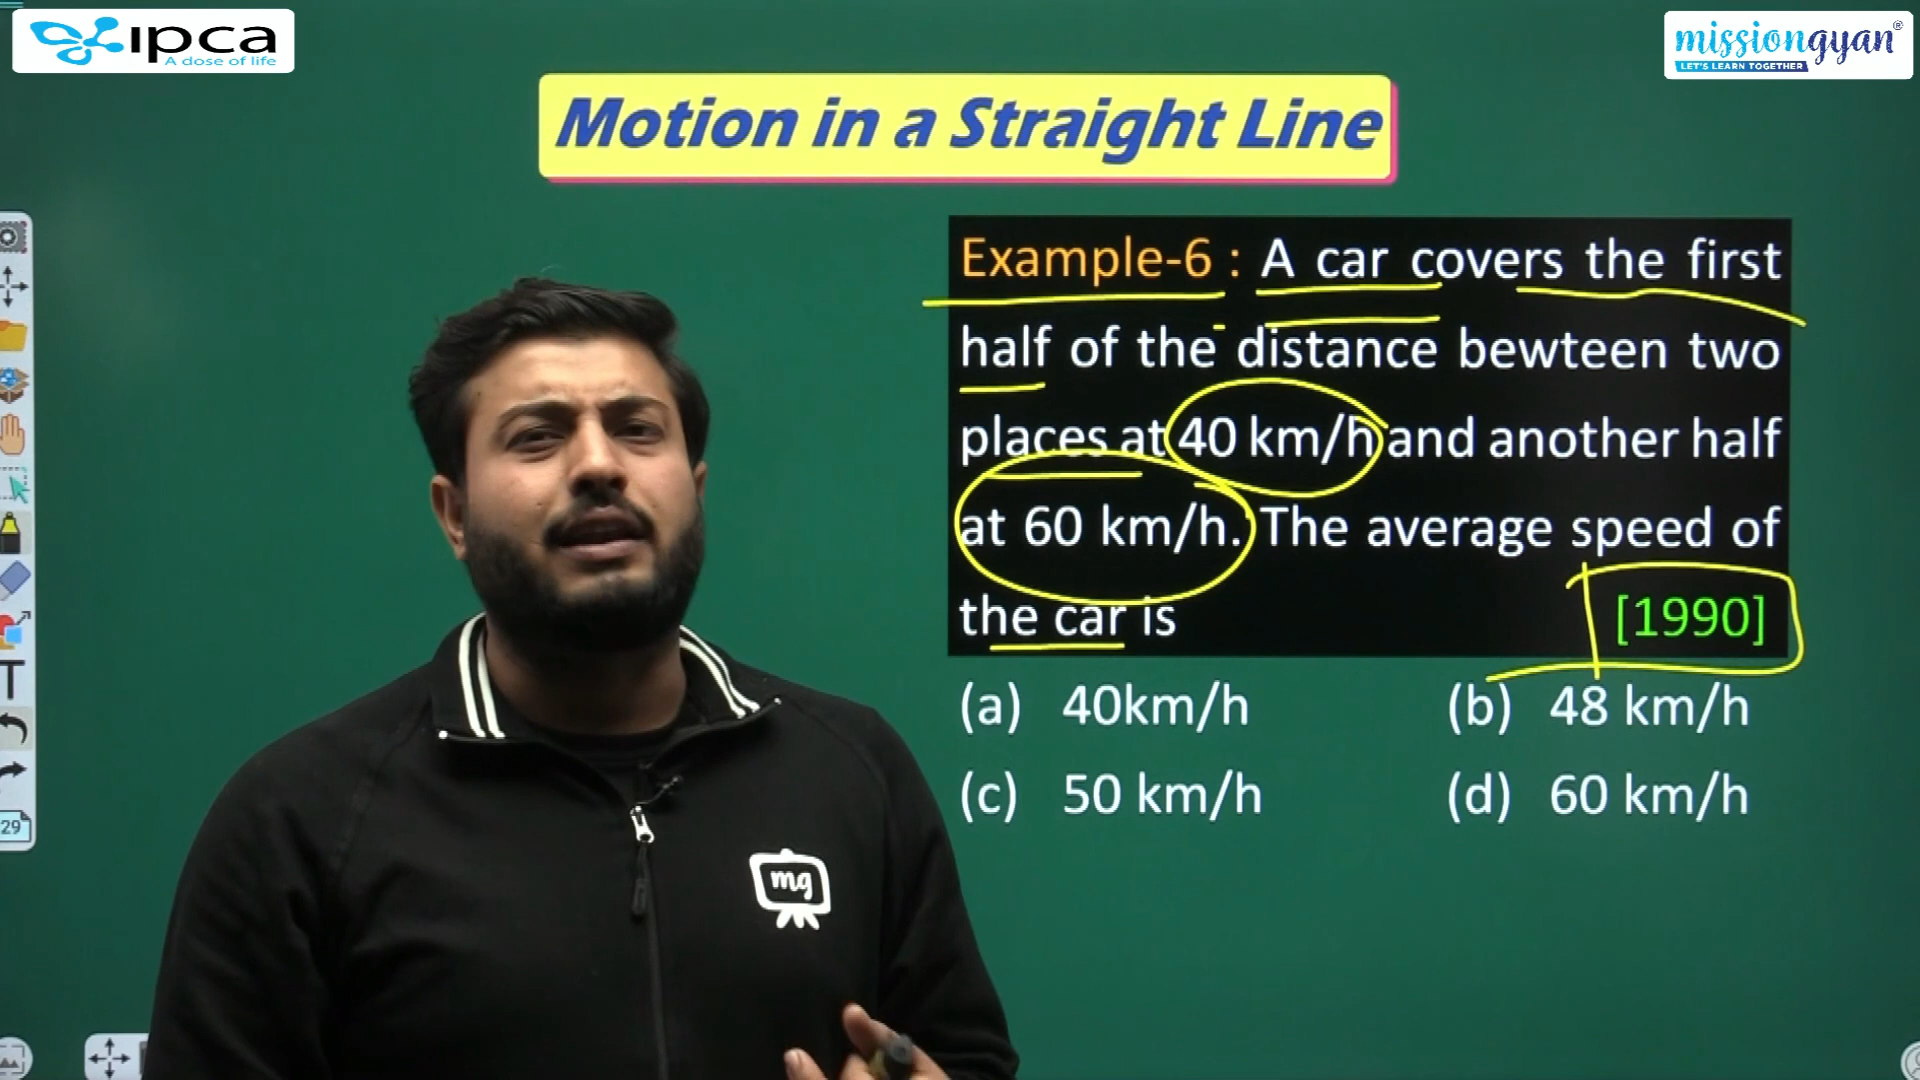 ipca
A dose of life
missiongyan®
LET'S LEARN TOGETHER
Motion in a Straight Line
Example-6 : A car covers the first
half of the distance bewteen two
places at 40 km/h and another half
at 60 km/h. The average speed of
the car is [1990]
(a) 40km/h (b) 48 km/h
(c) 50 km/h (d) 60 km/h
mg
T
29